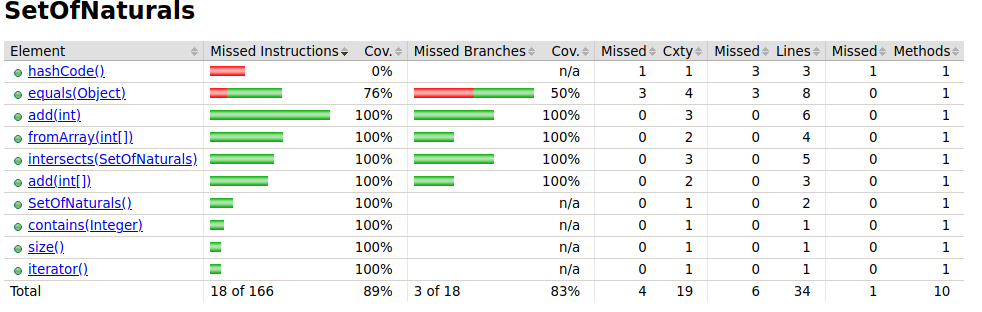 SetOfNaturals
Element Missed Instructions Cov. Missed Branches Cov. Missed Cxty Missed Lines Missed Methods
hashCode() 0% n/a 1 1 3 3 1 1
equals(Object) 76% 50% 3 4 3 8 0 1
add(int) 100% 100% 0 3 0 6 0 1
fromArray(int[]) 100% 100% 0 2 0 4 0 1
intersects(SetOfNaturals) 100% 100% 0 3 0 5 0 1
add(int[]) 100% 100% 0 2 0 3 0 1
SetOfNaturals() 100% n/a 0 1 0 2 0 1
contains(Integer) 100% n/a 0 1 0 1 0 1
size() 100% n/a 0 1 0 1 0 1
iterator() 100% n/a 0 1 0 1 0 1
Total 18 of 166 89% 3 of 18 83% 4 19 6 34 1 10